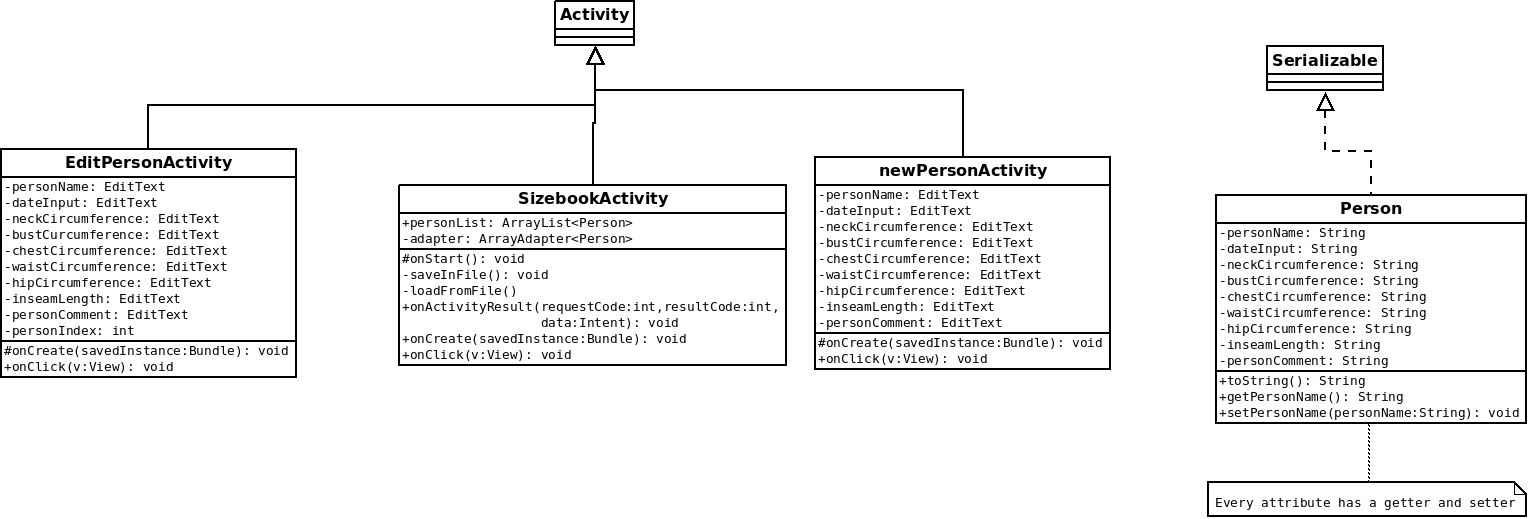 Activity
Serializable
EditPersonActivity
-personName: EditText
-dateInput: EditText
-neckCircumference: EditText
-bustCurcumference: EditText
-chestCircumference: EditText
-waistCircumference: EditText
-hipCircumference: EditText
-inseamLength: EditText
-personComment: EditText
-personIndex: int
#onCreate(savedInstance:Bundle): void
+onClick(v:View): void
SizebookActivity
+personList: ArrayList<Person>
-adapter: ArrayAdapter<Person>
#onStart(): void
-saveInFile(): void
-loadFromFile()
+onActivityResult(requestCode:int,resultCode:int,
data:Intent): void
+onCreate(savedInstance:Bundle): void
+onClick(v:View): void
newPersonActivity
-personName: EditText
-dateInput: EditText
-neckCircumference: EditText
-bustCircumference: EditText
-chestCircumference: EditText
-waistCircumference: EditText
-hipCircumference: EditText
-inseamLength: EditText
-personComment: EditText
#onCreate(savedInstance:Bundle): void
+onClick(v:View): void
Person
-personName: String
-dateInput: String
-neckCircumference: String
-bustCircumference: String
-chestCircumference: String
-waistCircumference: String
-hipCircumference: String
-inseamLength: String
-personComment: String
+toString(): String
+getPersonName(): String
+setPersonName(personName:String): void
Every attribute has a getter and setter